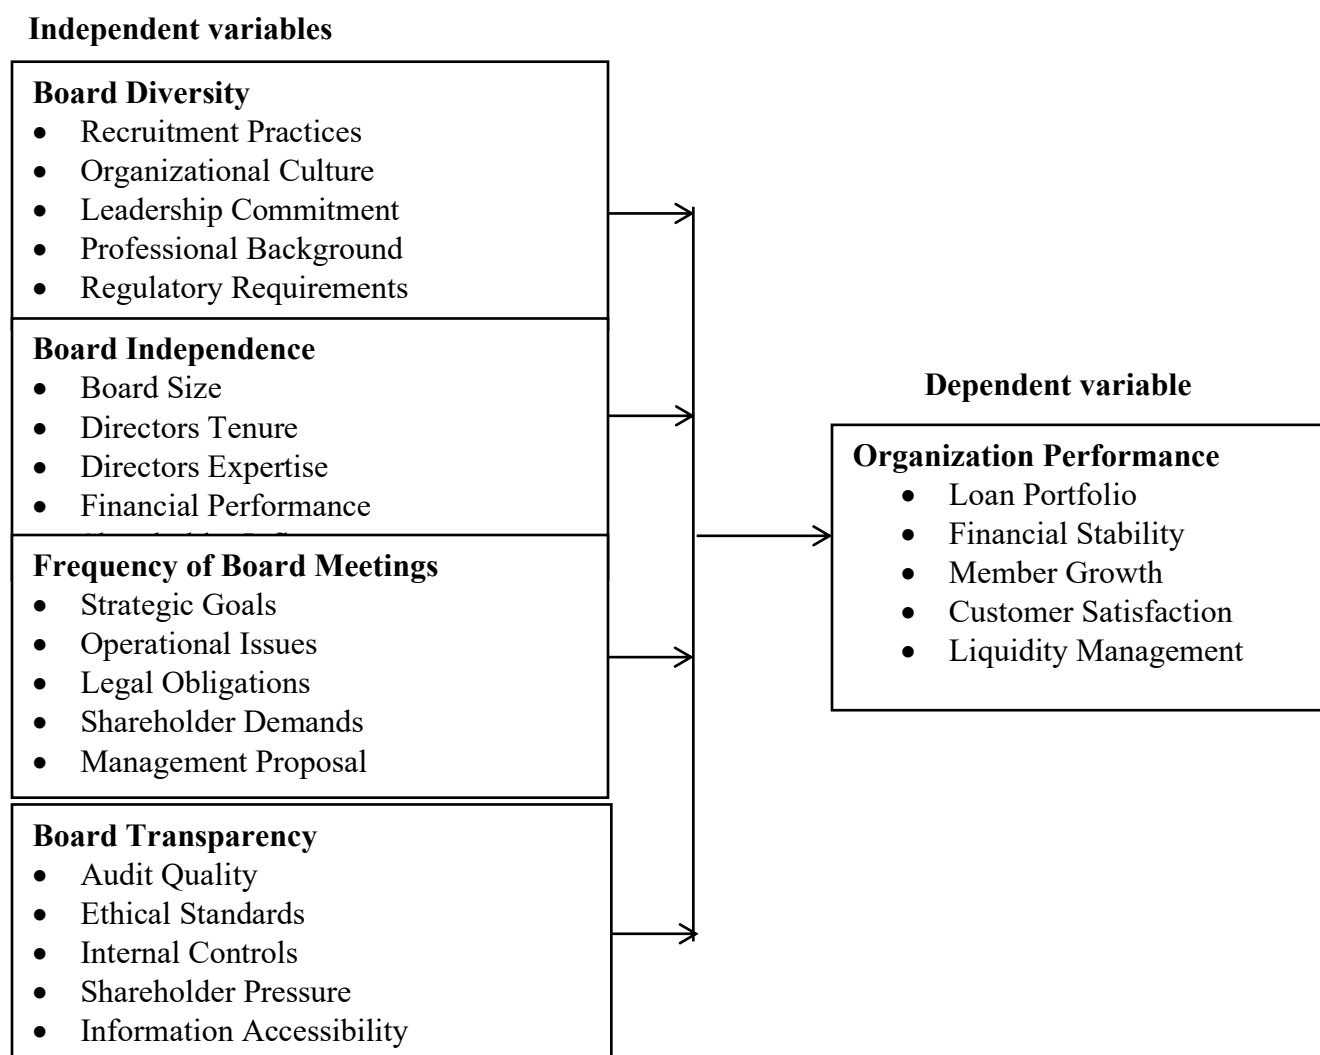 Independent variables
Board Diversity
• Recruitment Practices
• Organizational Culture
• Leadership Commitment
• Professional Background
• Regulatory Requirements
Board Independence
• Board Size
• Directors Tenure
• Directors Expertise
• Financial Performance
Frequency of Board Meetings
• Strategic Goals
• Operational Issues
• Legal Obligations
• Shareholder Demands
• Management Proposal
Board Transparency
• Audit Quality
• Ethical Standards
• Internal Controls
• Shareholder Pressure
• Information Accessibility
Dependent variable
Organization Performance
• Loan Portfolio
• Financial Stability
• Member Growth
• Customer Satisfaction
• Liquidity Management